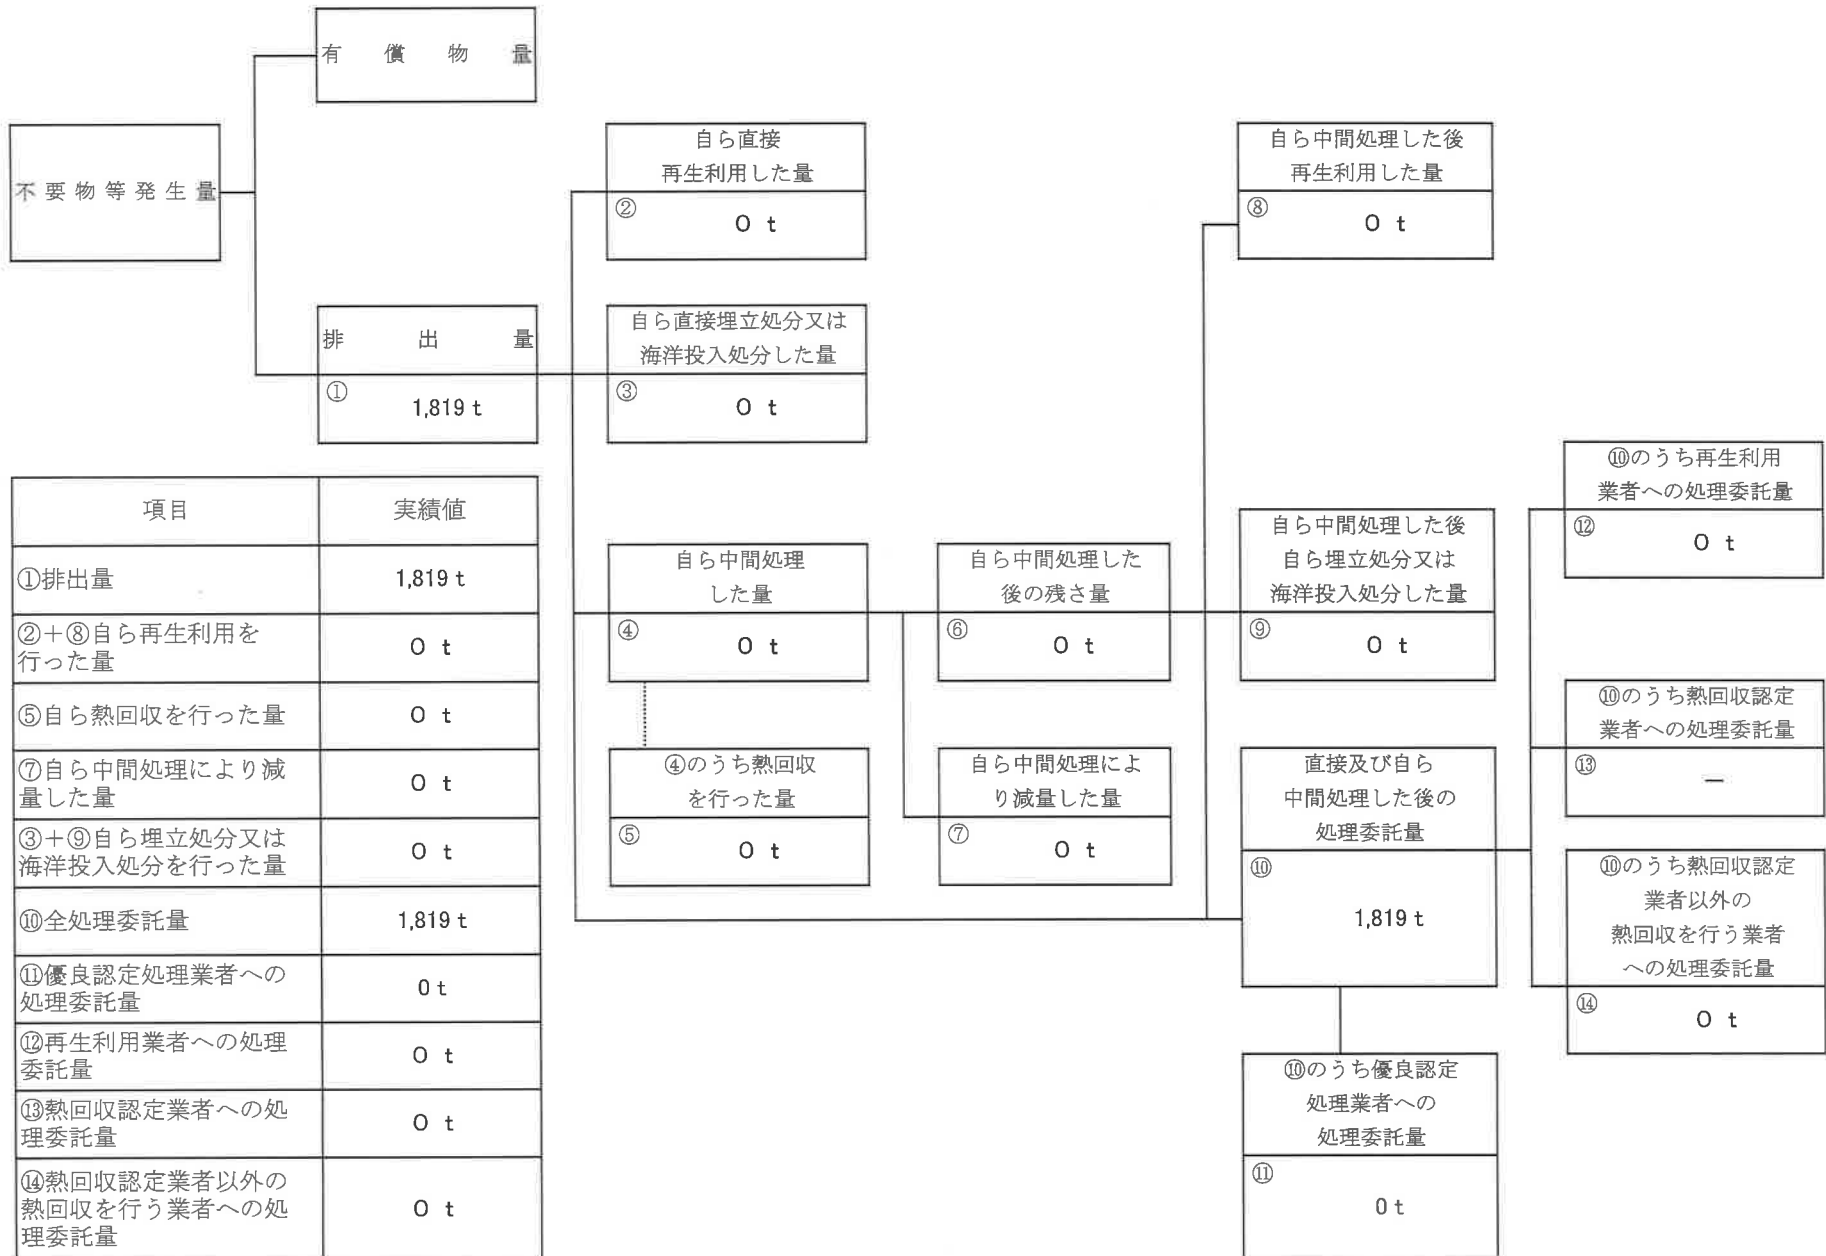 有償物量
不要物等発生量
自ら直接
再生利用した量
②
0 t
自ら中間処理した後
再生利用した量
⑧
0 t
排出量
①
1,819 t
自ら直接埋立処分又は
海洋投入処分した量
③
0 t
項目
実績値
①排出量
1,819 t
②+⑧自ら再生利用を
行った量
0 t
⑤自ら熱回収を行った量
0 t
⑦自ら中間処理により減
量した量
0 t
③+⑨自ら埋立処分又は
海洋投入処分を行った量
0 t
⑩全処理委託量
1,819 t
⑪優良認定処理業者への
処理委託量
0 t
⑫再生利用業者への処理
委託量
0 t
⑬熱回収認定業者への処
理委託量
0 t
⑭熱回収認定業者以外の
熱回収を行う業者への処
理委託量
0 t
自ら中間処理
した量
④
0 t
④のうち熱回収
を行った量
⑤
0 t
自ら中間処理した
後の残さ量
⑥
0 t
自ら中間処理によ
り減量した量
⑦
0 t
自ら中間処理した後
自ら埋立処分又は
海洋投入処分した量
⑨
0 t
直接及び自ら
中間処理した後の
処理委託量
⑩
1,819 t
⑩のうち優良認定
処理業者への
処理委託量
⑪
0 t
⑩のうち再生利用
業者への処理委託量
⑫
0 t
⑩のうち熱回収認定
業者への処理委託量
⑬
－
⑩のうち熱回収認定
業者以外の
熱回収を行う業者
への処理委託量
⑭
0 t